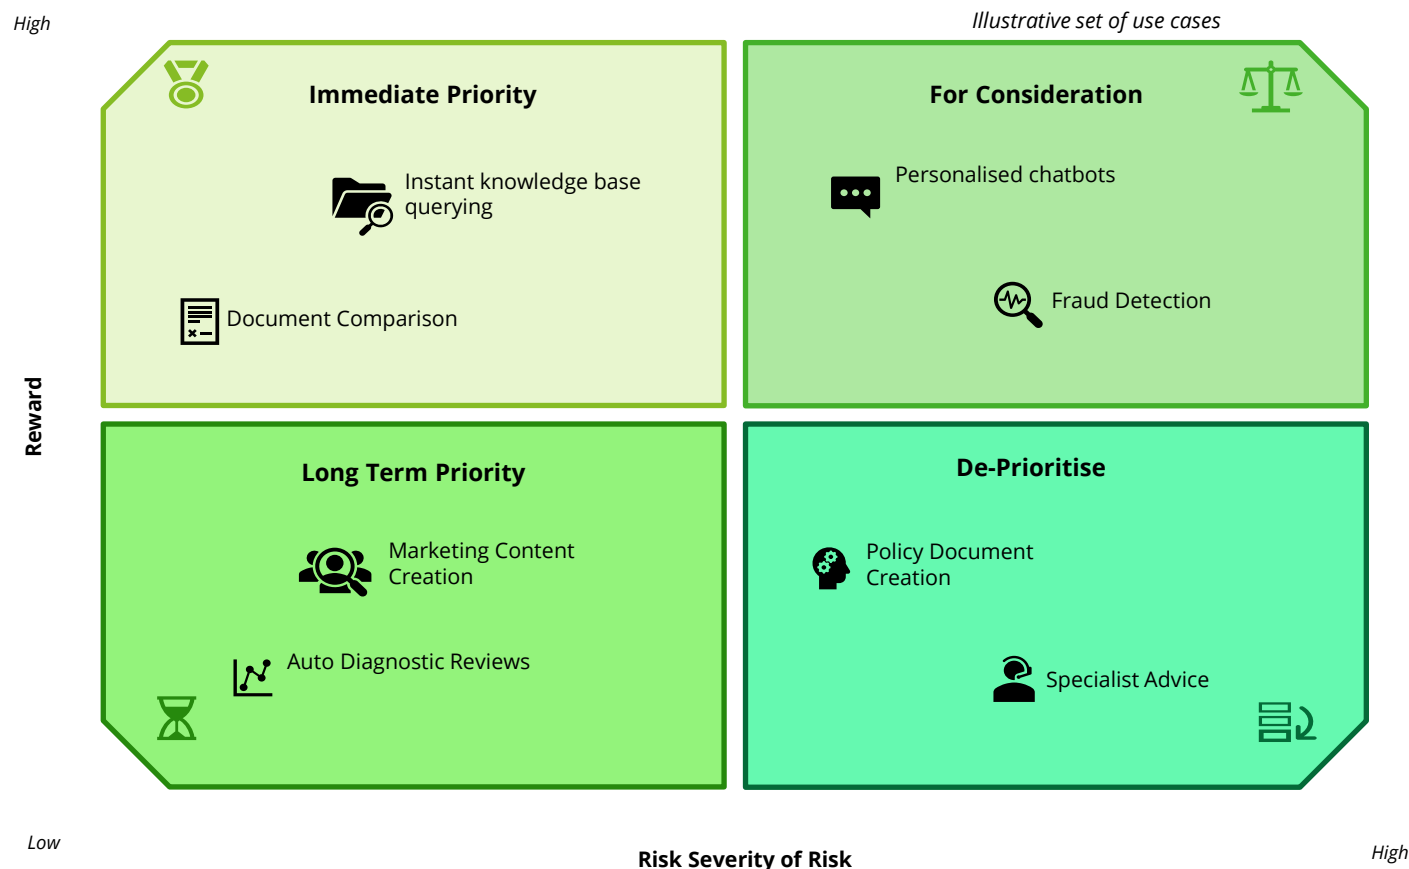 High
Illustrative set of use cases
Immediate Priority
Instant knowledge base
querying
Document Comparison
For Consideration
Personalised chatbots
Fraud Detection
Reward
Long Term Priority
Marketing Content
Creation
Auto Diagnostic Reviews
De-Prioritise
Policy Document
Creation
Specialist Advice
Low
Risk Severity of Risk
High